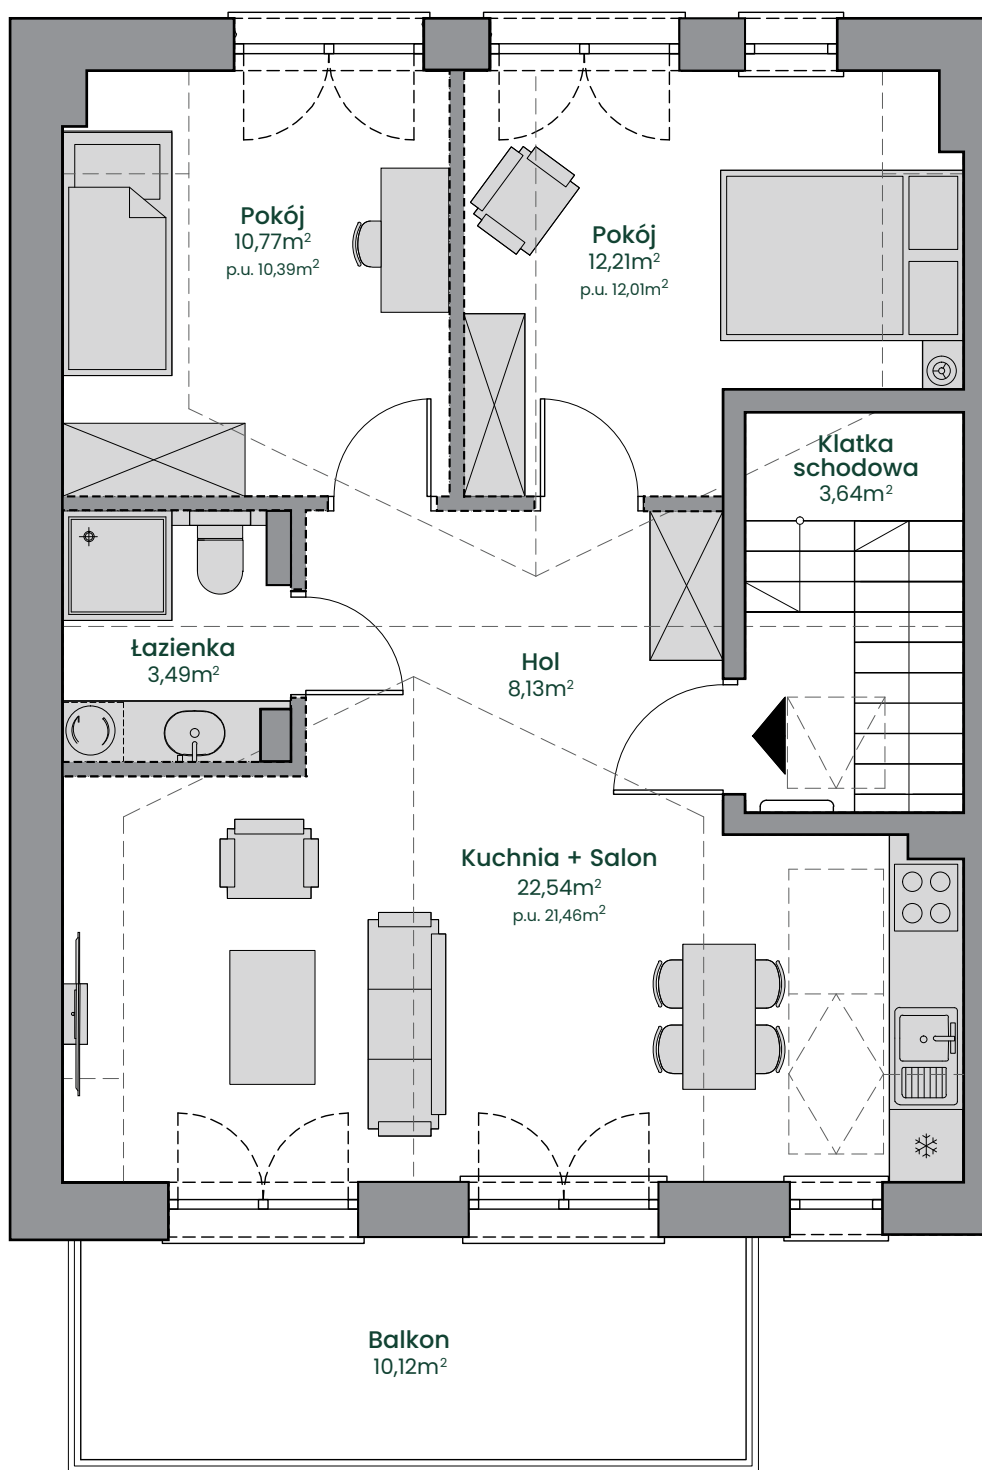 Pokój
10,77m²
p.u. 10,39m²
Pokój
12,21m²
p.u. 12,01m²
Klatka
schodowa
3,64m²
Łazienka
3,49m²
Hol
8,13m²
Kuchnia + Salon
22,54m²
p.u. 21,46m²
Balkon
10,12m²